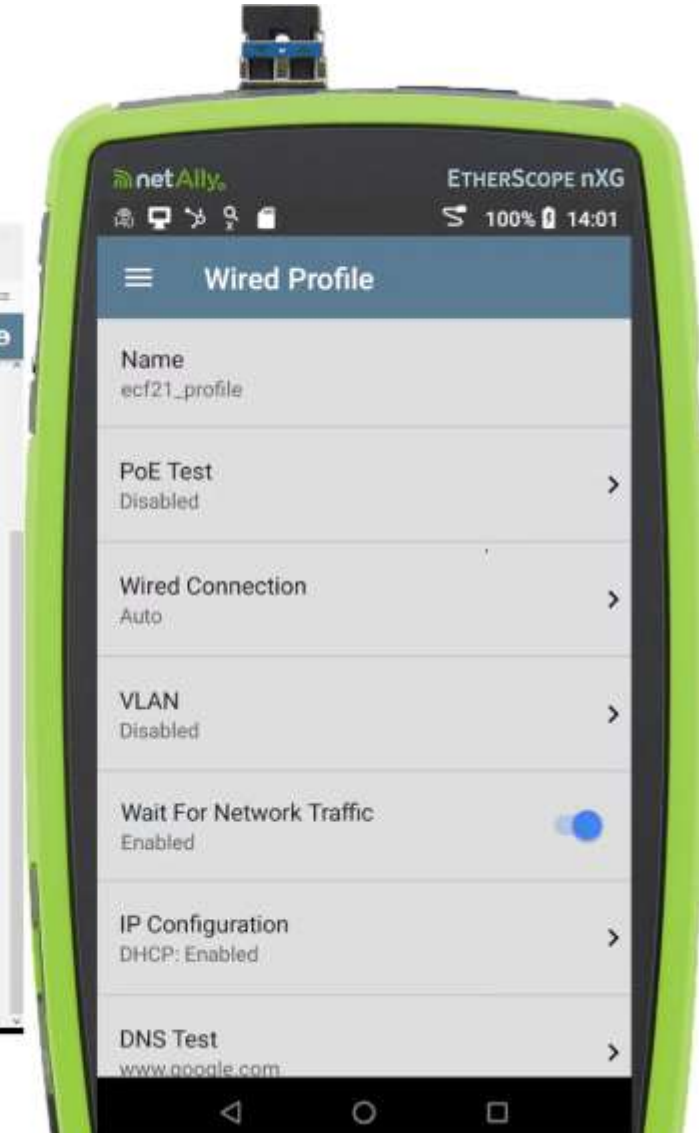 netAlly
ETHERSCOPE nXG
100% 14:01
Wired Profile
Name
ecf21_profile
PoE Test
Disabled
Wired Connection
Auto
VLAN
Disabled
Wait For Network Traffic
Enabled
IP Configuration
DHCP: Enabled
DNS Test
www.google.com